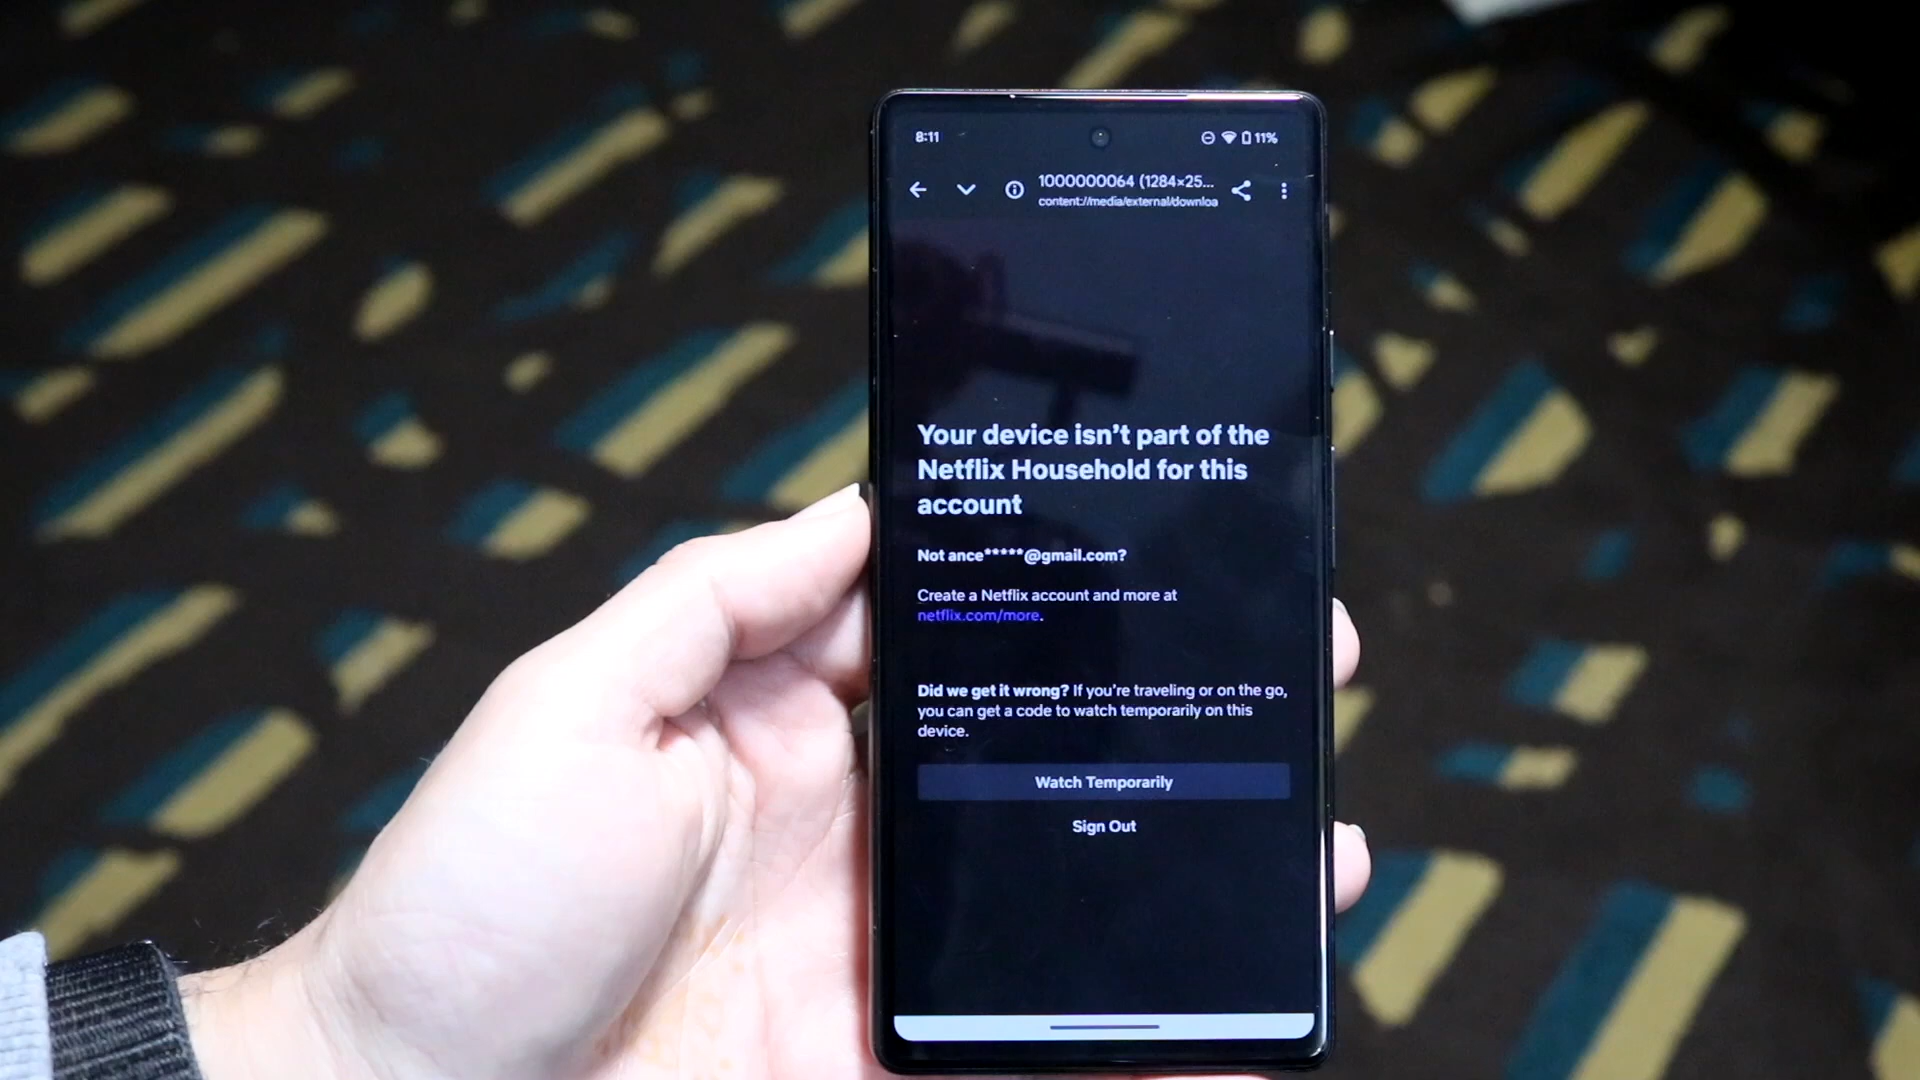 8:11
11%
1000000064 (1284×25...
content://media/external/downloa
Your device isn't part of the
Netflix Household for this
account
Not ance*****@gmail.com?
Create a Netflix account and more at
netflix.com/more.
Did we get it wrong? If you're traveling or on the go,
you can get a code to watch temporarily on this
device.
Watch Temporarily
Sign Out